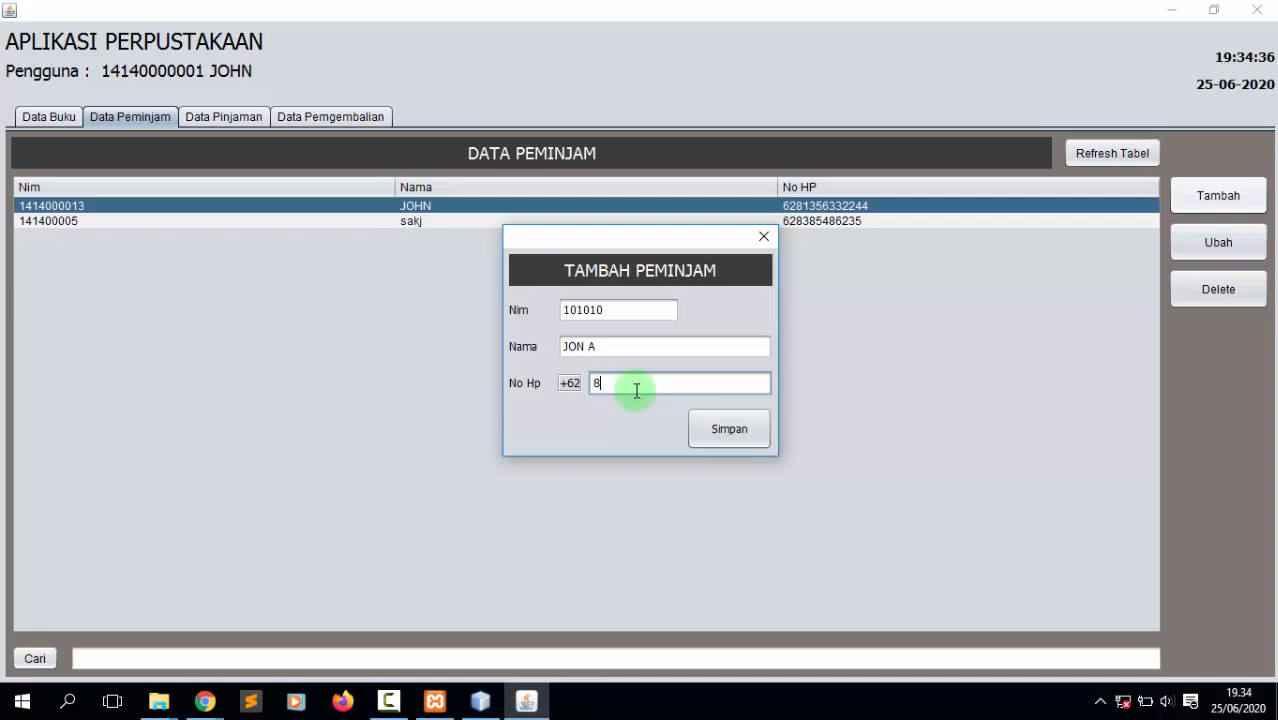 APLIKASI PERPUSTAKAAN
Pengguna : 14140000001 JOHN
19:34:36
25-06-2020
Data Buku Data Peminjam Data Pinjaman Data Pemgembalian
DATA PEMINJAM
Refresh Tabel
Nim Nama No HP
1414000013 JOHN 6281356332244
141400005 sakj 628385486235
Tambah
Ubah
Delete
TAMBAH PEMINJAM
Nim 101010
Nama JON A
No Hp +62 8
Simpan
Cari
19.34
25/06/2020